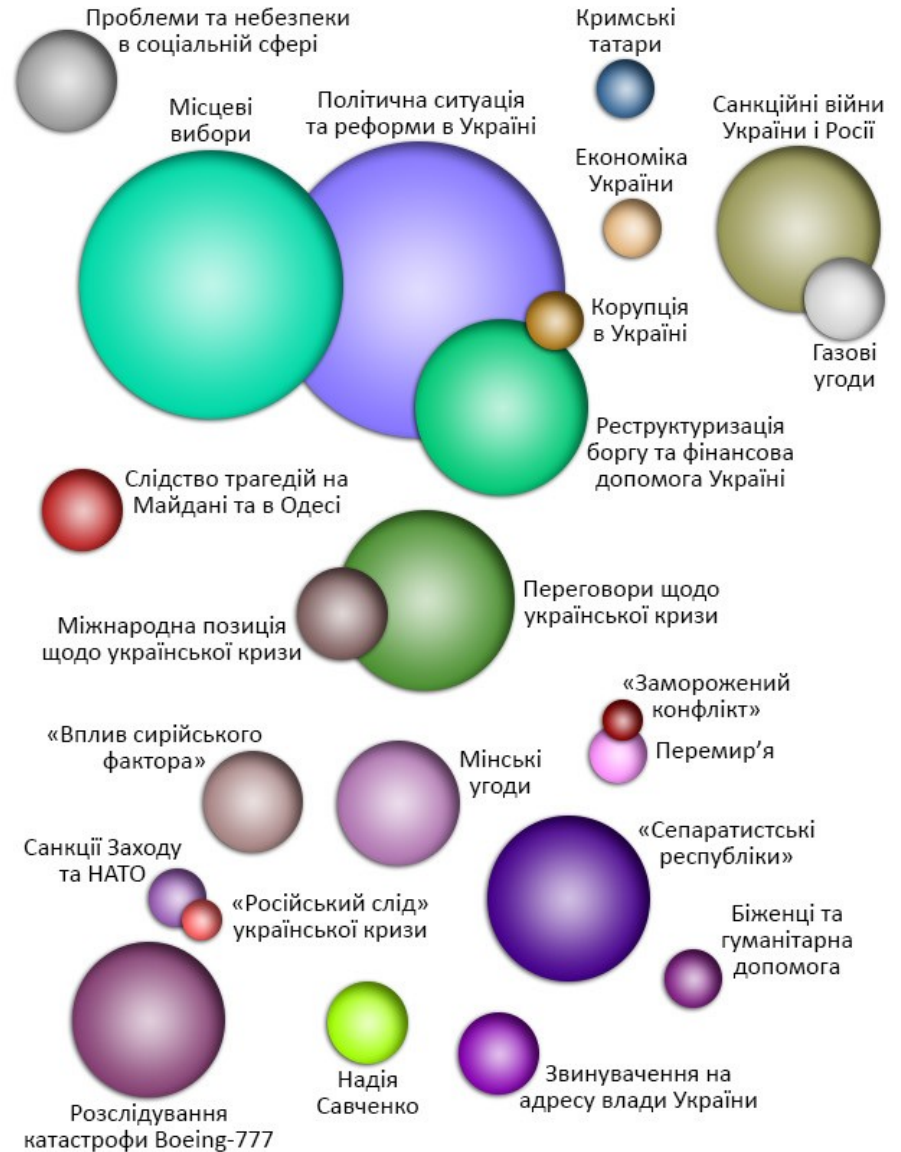 Проблеми та небезпеки
в соціальній сфері
Кримські
татари
Місцеві
вибори
Політична ситуація
та реформи в Україні
Санкційні війни
України і Росії
Економіка
України
Корупція
в Україні
Газові
угоди
Реструктуризація
боргу та фінансова
допомога Україні
Слідство трагедій на
Майдані та в Одесі
Переговори щодо
української кризи
Міжнародна позиція
щодо української кризи
«Заморожений
конфлікт»
Перемир’я
«Вплив сирійського
фактора»
Мінські
угоди
«Сепаратистські
республіки»
Санкції Заходу
та НАТО
«Російський слід»
української кризи
Біженці та
гуманітарна
допомога
Надія
Савченко
Звинувачення на
адресу влади України
Розслідування
катастрофи Boeing-777